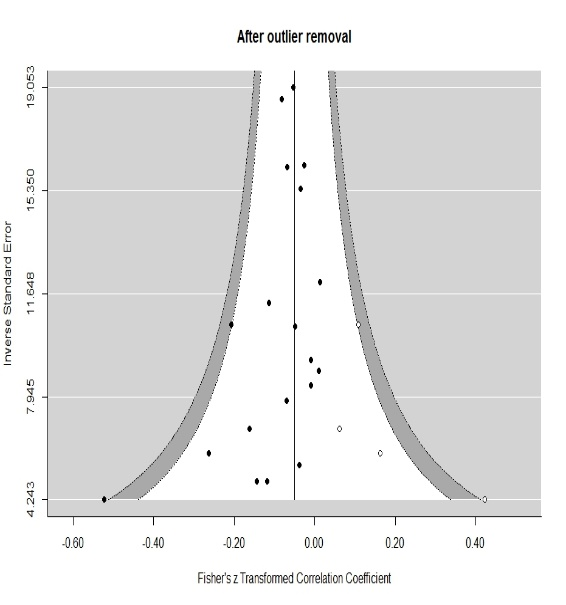 After outlier removal
19.053
15.350
11.648
7.945
4.243
Inverse Standard Error
-0.60 -0.40 -0.20 0.00 0.20 0.40
Fisher's z Transformed Correlation Coefficient